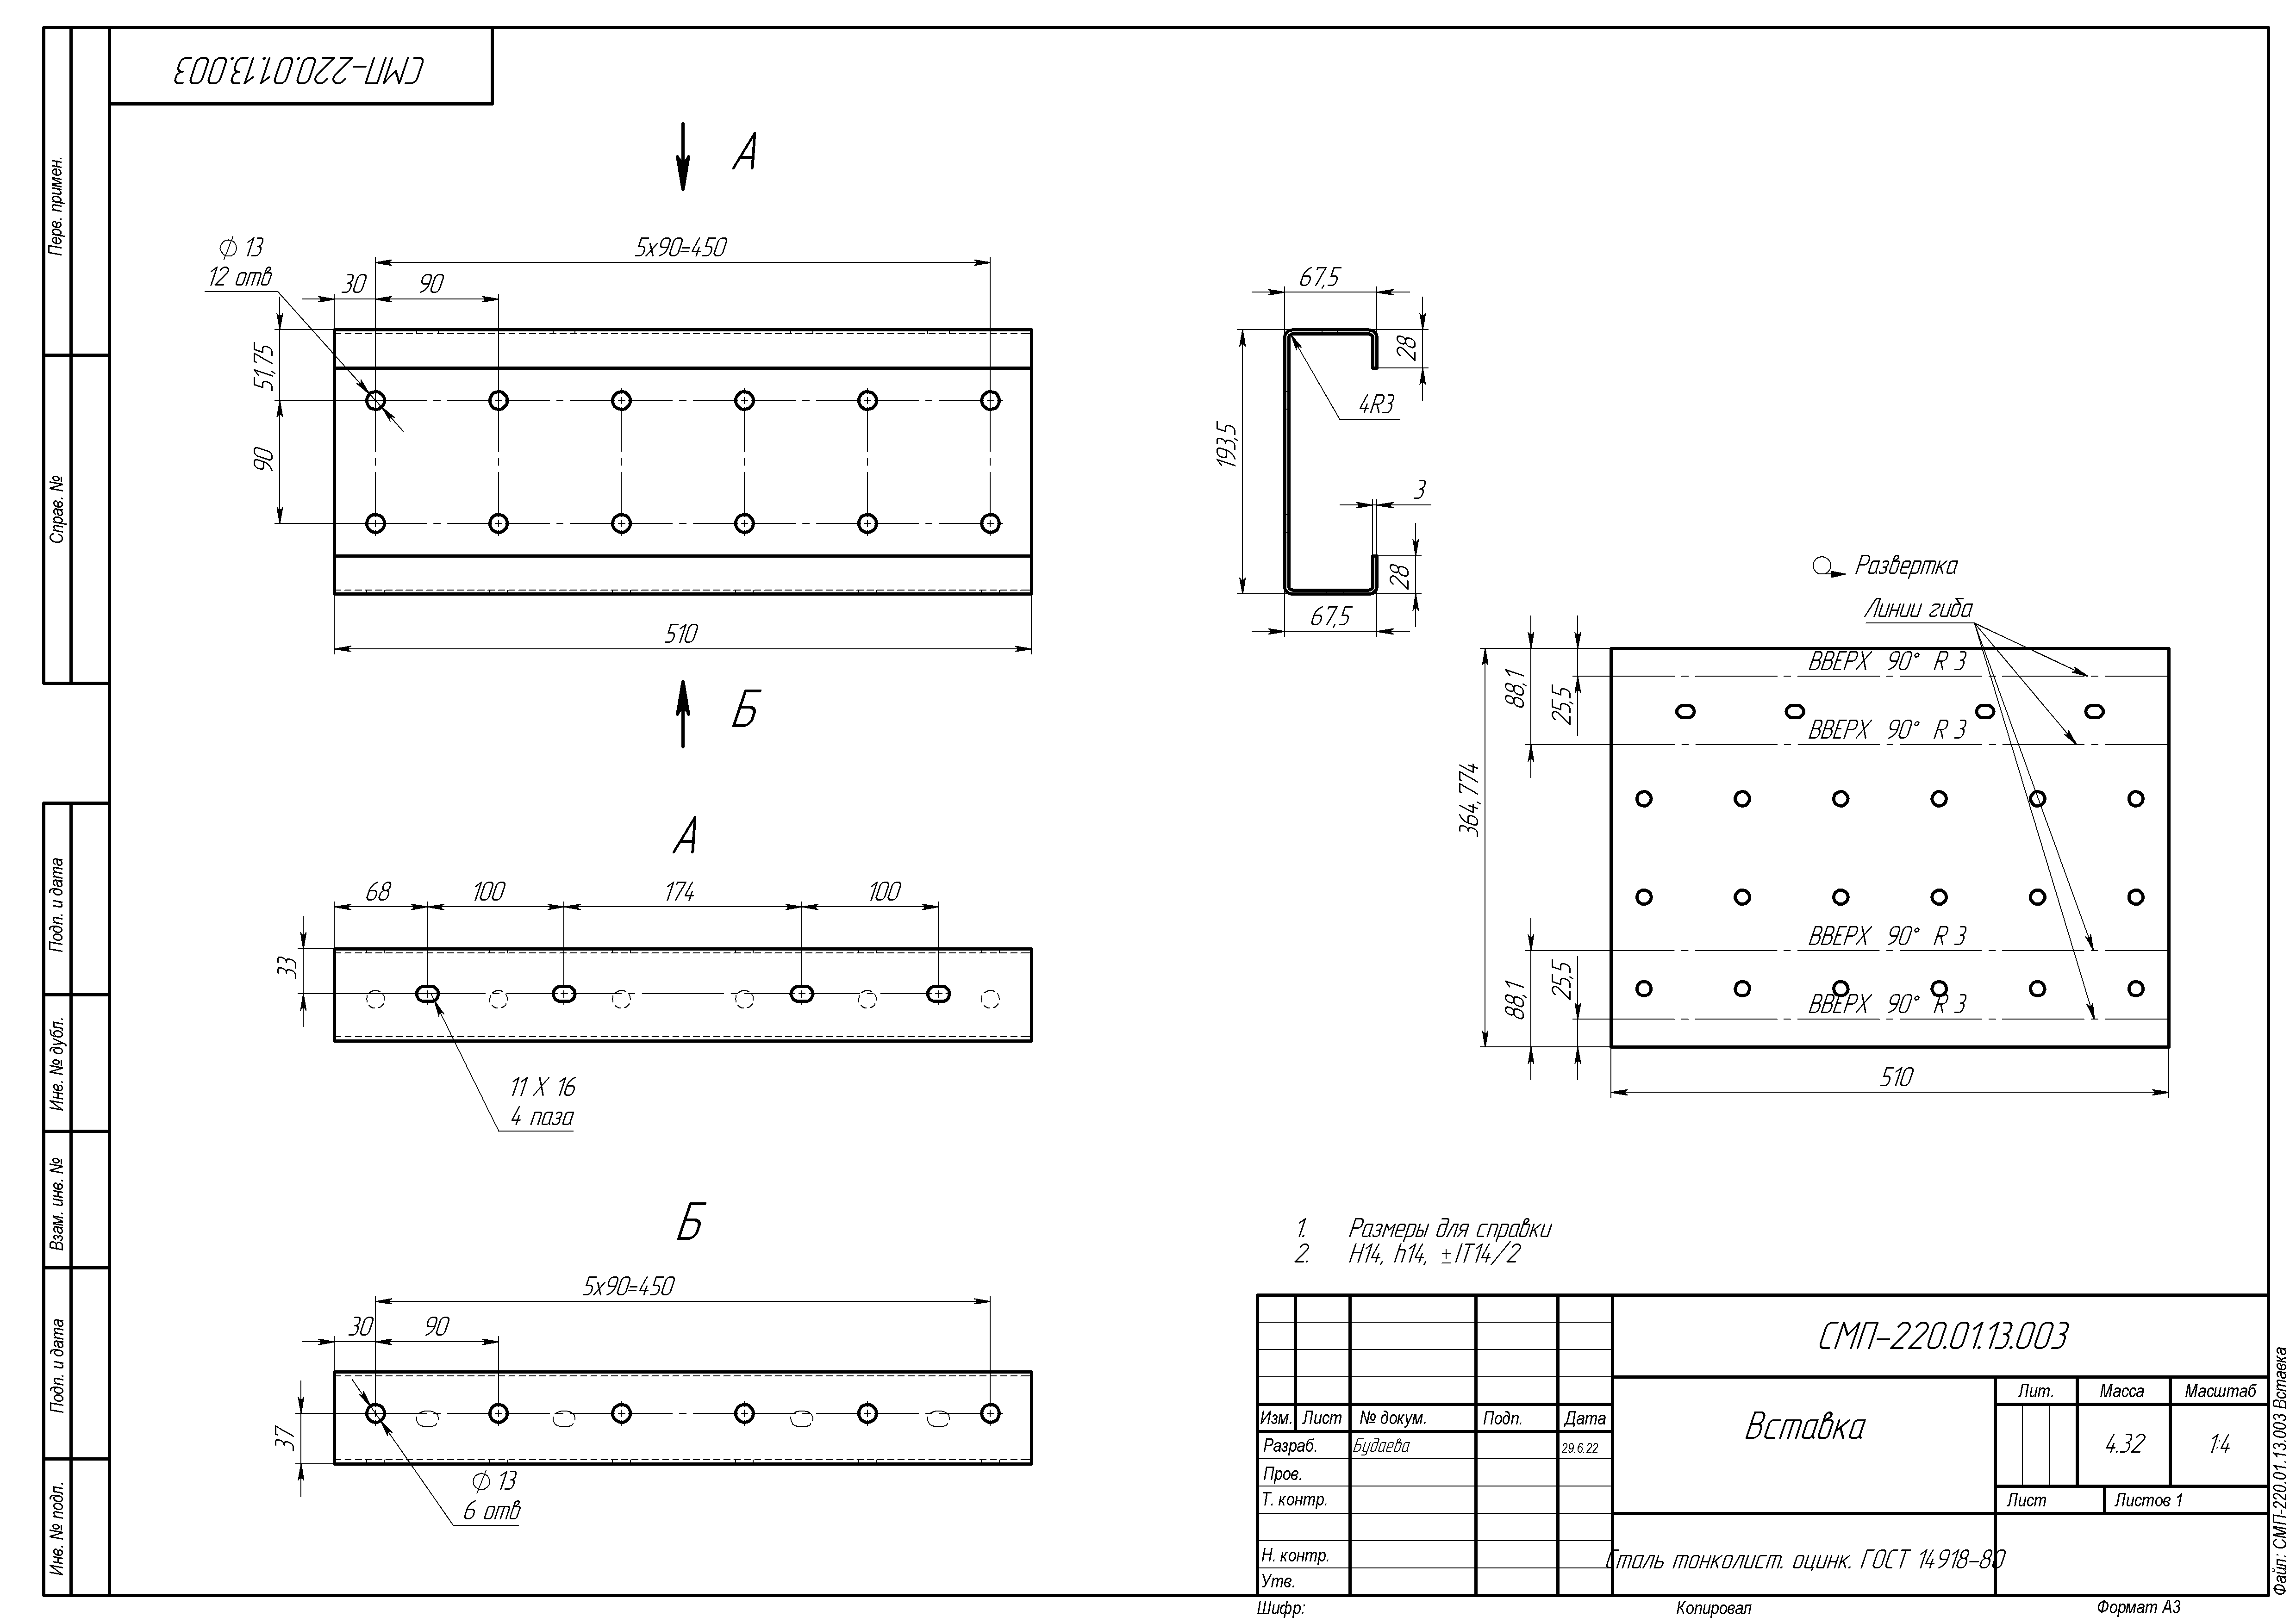 СМП-220.01.13.003
Перв. примен.
Справ. №
Подп. и дата
Инв. № дубл.
Взам. инв. №
Подп. и дата
Инв. № подл.
А
⌀ 13
12 отв
5х90=450
30
90
51,75
90
510
Б
67,5
28
4R3
193,5
3
28
67,5
Развертка
Линии гиба
ВВЕРХ 90° R 3
ВВЕРХ 90° R 3
ВВЕРХ 90° R 3
ВВЕРХ 90° R 3
88,1
25,5
364,774
88,1
25,5
510
А
68
100
174
100
33
11 Х 16
4 паза
Б
5х90=450
30
90
37
⌀ 13
6 отв
1. Размеры для справки
2. Н14, h14, ±IT14/2
СМП-220.01.13.003
Вставка
Лит.
Масса
Масштаб
4.32
1:4
Лист
Листов 1
Изм.
Лист
№ докум.
Подп.
Дата
Разраб.
Будаева
29.6.22
Пров.
Т. контр.
Н. контр.
Утв.
Сталь тонколист. оцинк. ГОСТ 14918-80
Шифр:
Копировал
Формат А3
Файл: СМП-220.01.13.003 Вставка